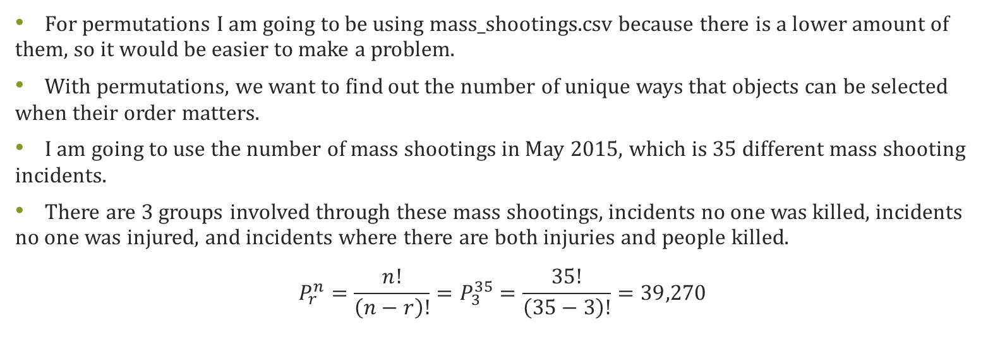 • For permutations I am going to be using mass_shootings.csv because there is a lower amount of
them, so it would be easier to make a problem.
• With permutations, we want to find out the number of unique ways that objects can be selected
when their order matters.
• I am going to use the number of mass shootings in May 2015, which is 35 different mass shooting
incidents.
• There are 3 groups involved through these mass shootings, incidents no one was killed, incidents
no one was injured, and incidents where there are both injuries and people killed.
P_r^n = n! / (n − r)! = P_3^35 = 35! / (35 − 3)! = 39,270